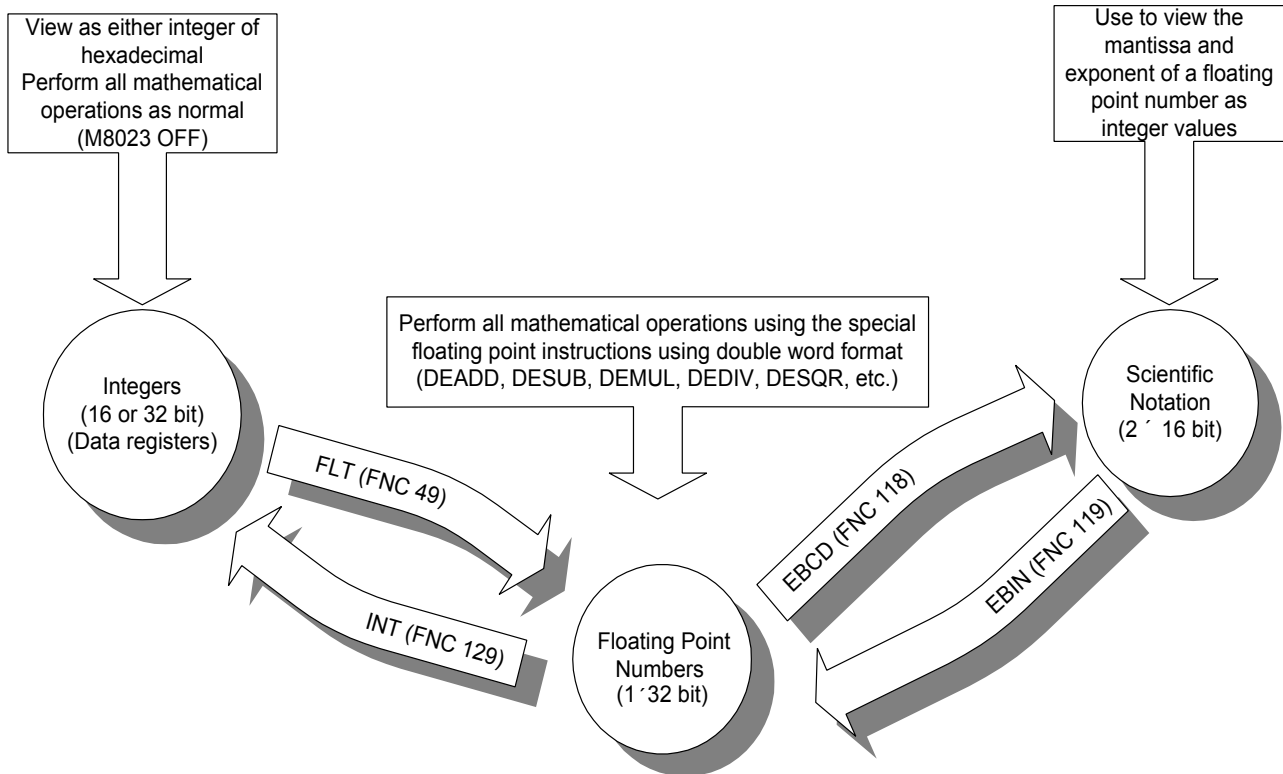 View as either integer of
hexadecimal
Perform all mathematical
operations as normal
(M8023 OFF)
Use to view the
mantissa and
exponent of a floating
point number as
integer values
Perform all mathematical operations using the special
floating point instructions using double word format
(DEADD, DESUB, DEMUL, DEDIV, DESQR, etc.)
Integers
(16 or 32 bit)
(Data registers)
Scientific
Notation
(2 ´ 16 bit)
FLT (FNC 49)
INT (FNC 129)
EBCD (FNC 118)
EBIN (FNC 119)
Floating Point
Numbers
(1 ´32 bit)